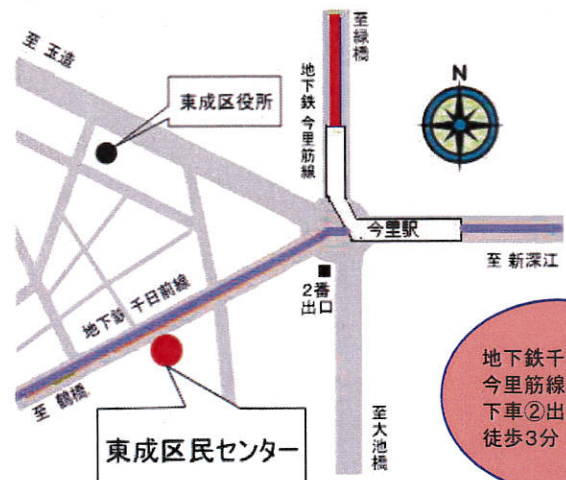 至 玉造
東成区役所
至緑橋
地下鉄 今里筋線
N
今里駅
至 新深江
2番
出口
地下鉄 千日前線
至 鶴橋
東成区民センター
至大池橋
地下鉄千
今里筋線
下車②出
徒歩3分